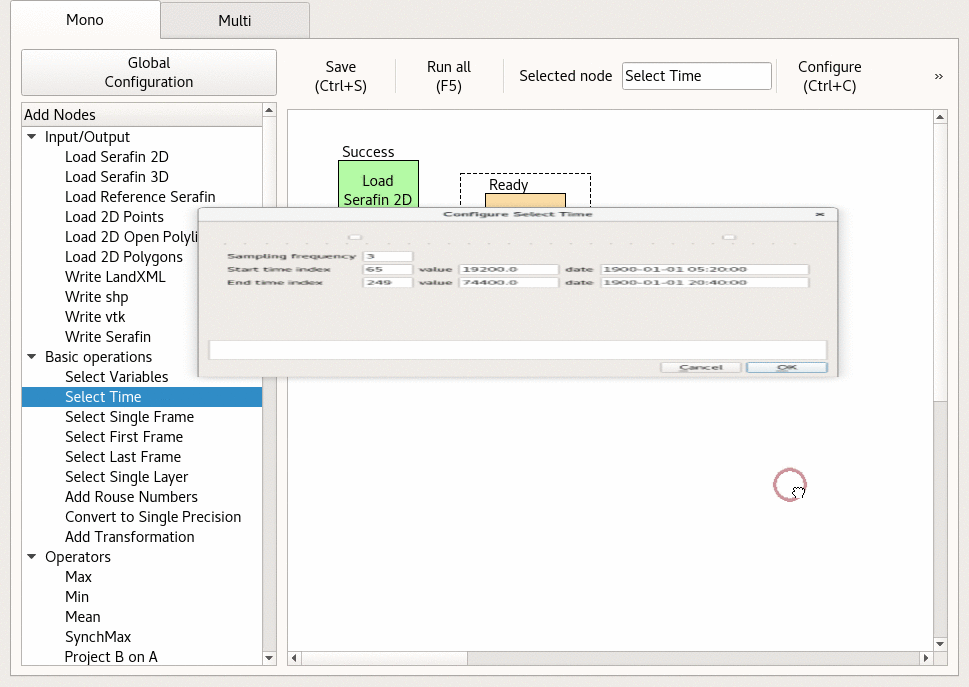 Mono
Multi
Global
Configuration
Save
(Ctrl+S)
Run all
(F5)
Selected node
Select Time
Configure
(Ctrl+C)
»
Add Nodes
Input/Output
Load Serafin 2D
Load Serafin 3D
Load Reference Serafin
Load 2D Points
Load 2D Open Polyli
Load 2D Polygons
Write LandXML
Write shp
Write vtk
Write Serafin
Basic operations
Select Variables
Select Time
Select Single Frame
Select First Frame
Select Last Frame
Select Single Layer
Add Rouse Numbers
Convert to Single Precision
Add Transformation
Operators
Max
Min
Mean
SynchMax
Project B on A
Success
Load
Serafin 2D
Ready
Configure Select Time
Sampling frequency 3
Start time index 65 value 19200.0 date 1900-01-01 05:20:00
End time index 249 value 74400.0 date 1900-01-01 20:40:00
Cancel
OK